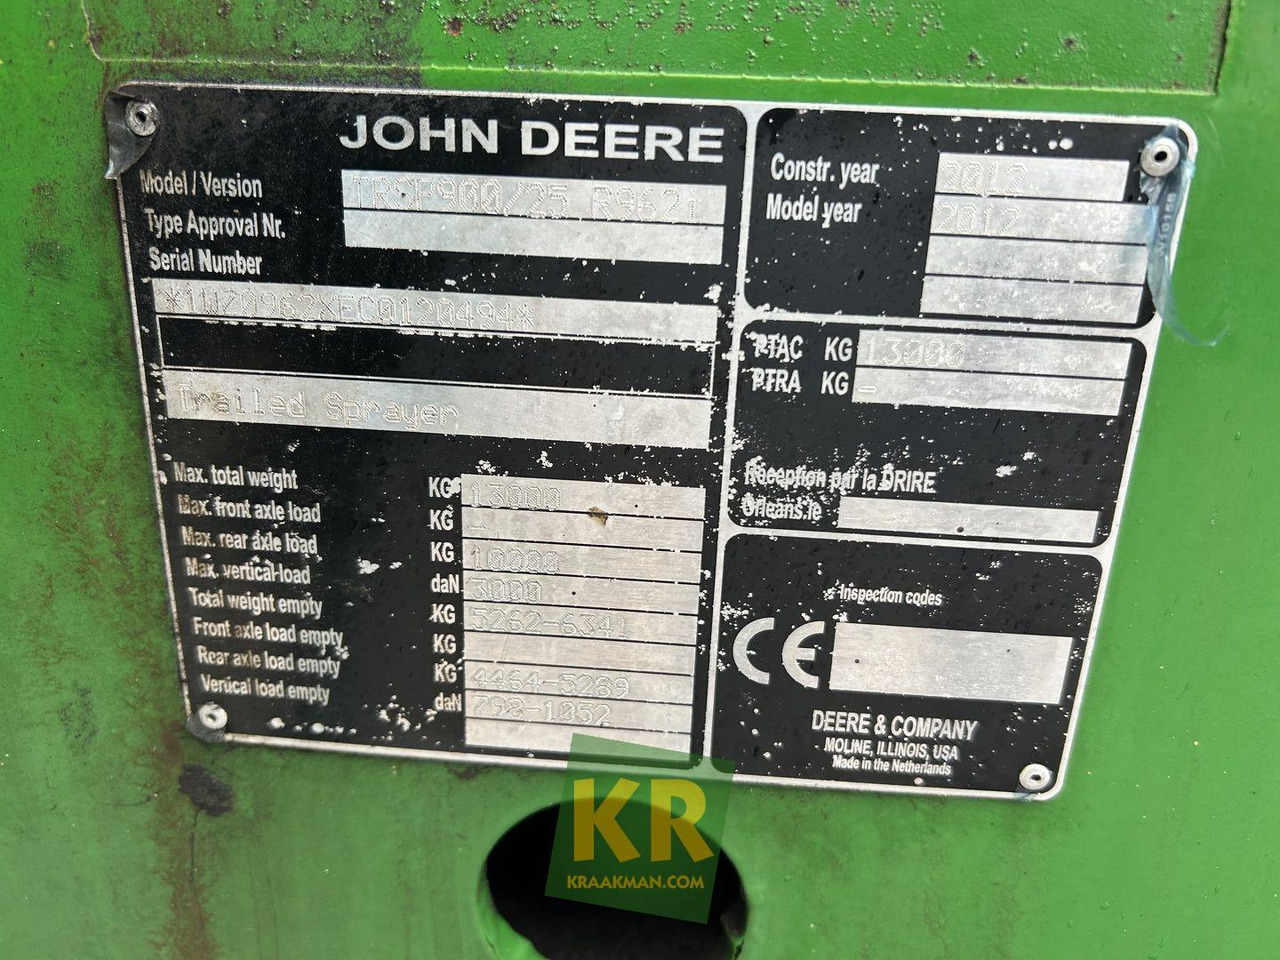 JOHN DEERE
Model / Version TRSP900/25 R962i
Type Approval Nr.
Serial Number
*1WZ0962XEC0120494*
Trailed Sprayer
Max. total weight KG 13000
Max. front axle load KG -
Max. rear axle load KG 10000
Max. vertical load daN 3000
Total weight empty KG 5262-6341
Front axle load empty KG
Rear axle load empty KG 4464-5289
Vertical load empty daN 798-1052
Constr. year 2012
Model year 2012
PTAC KG 13000
PTRA KG -
Réception par la DRIRE
Orleans.le
Inspection codes
CE
DEERE & COMPANY
MOLINE, ILLINOIS, USA
Made in the Netherlands
KR
KRAAKMAN.COM